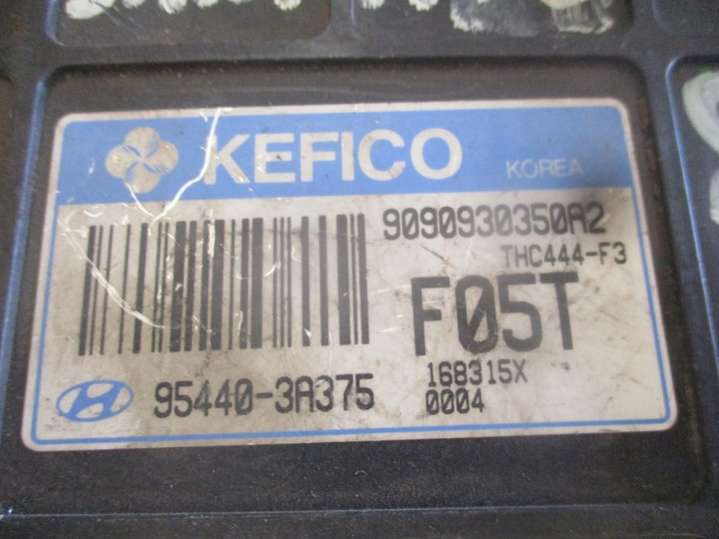 KEFICO KOREA
9090930350A2
THC444-F3
F05T
95440-3A375
168315X
0004